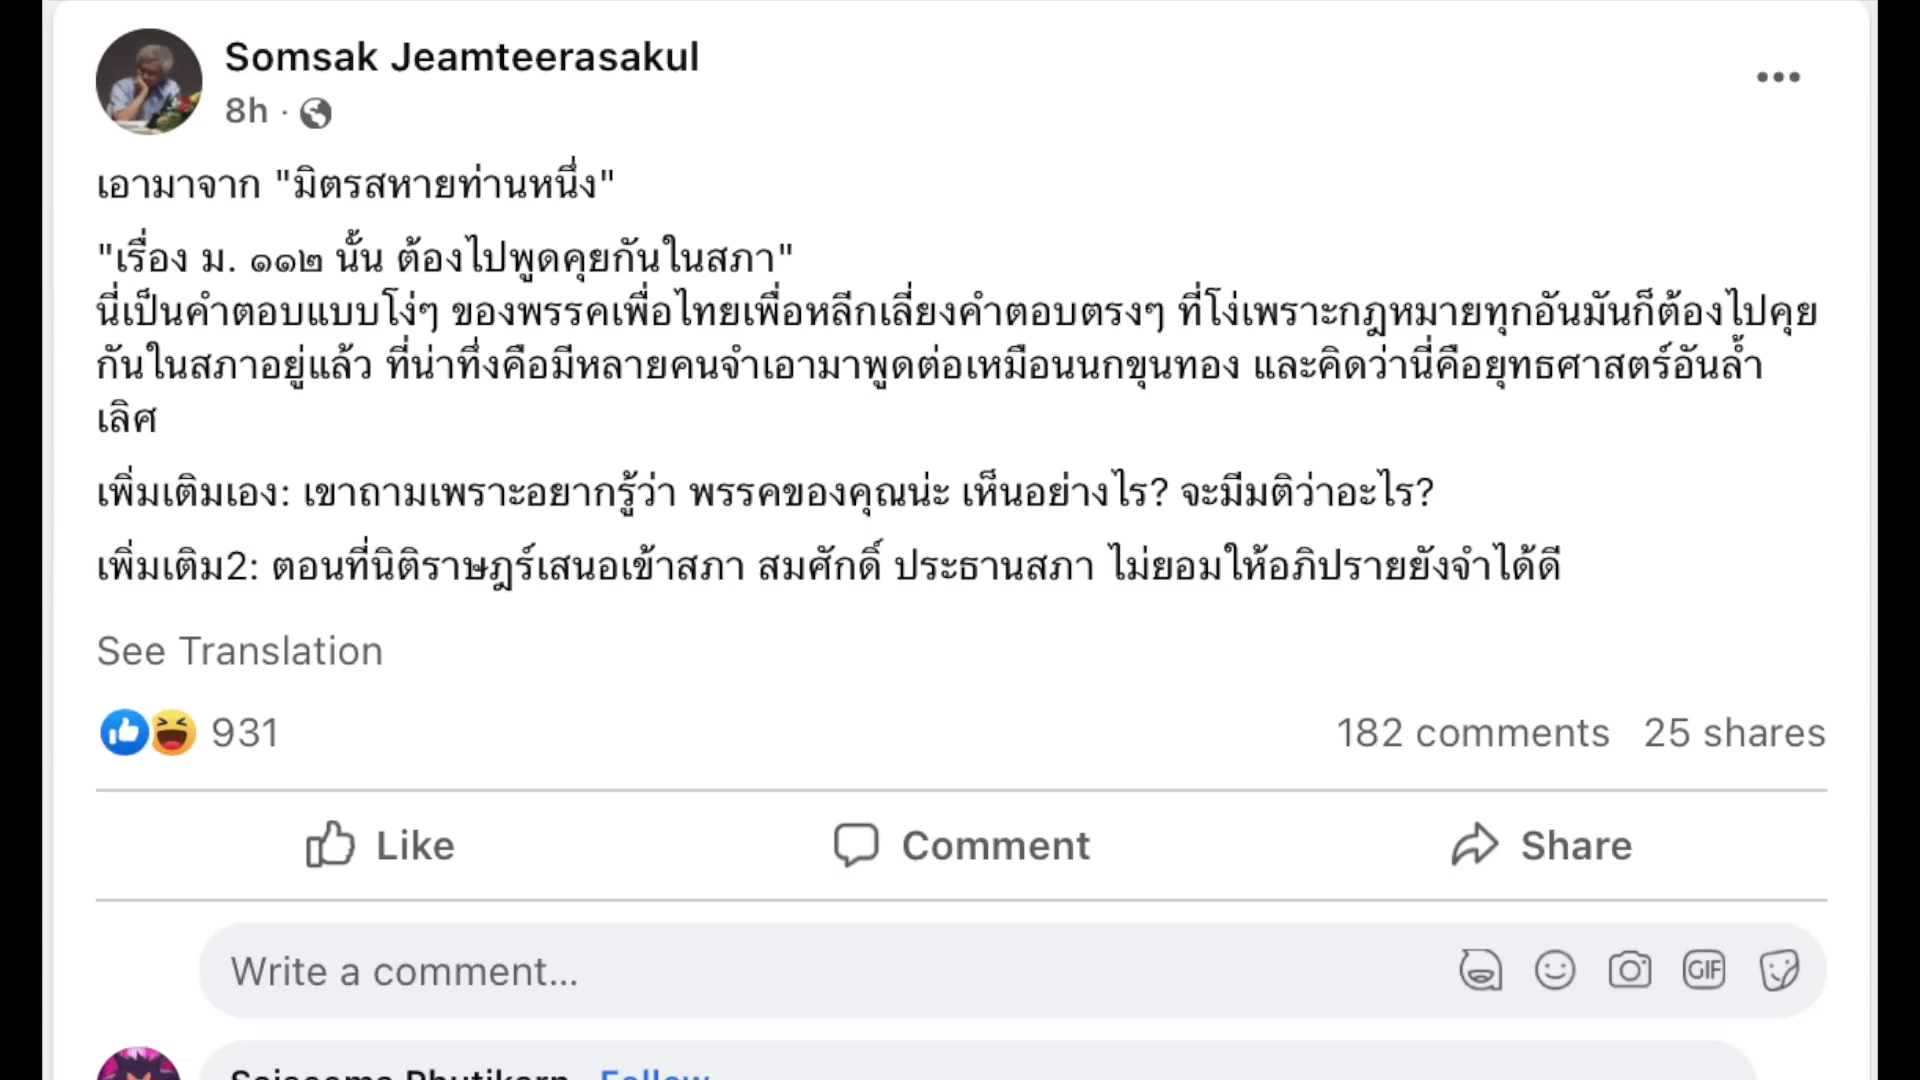 Somsak Jeamteerasakul
8h ·
เอามาจาก "มิตรสหายท่านหนึ่ง"
"เรื่อง ม. ๑๑๒ นั้น ต้องไปพูดคุยกันในสภา"
นี่เป็นคำตอบแบบโง่ๆ ของพรรคเพื่อไทยเพื่อหลีกเลี่ยงคำตอบตรงๆ ที่โง่เพราะกฎหมายทุกอันมันก็ต้องไปคุย
กันในสภาอยู่แล้ว ที่น่าทึ่งคือมีหลายคนจำเอามาพูดต่อเหมือนนกขุนทอง และคิดว่านี่คือยุทธศาสตร์อันล้ำ
เลิศ
เพิ่มเติมเอง: เขาถามเพราะอยากรู้ว่า พรรคของคุณน่ะ เห็นอย่างไร? จะมีมติว่าอะไร?
เพิ่มเติม2: ตอนที่นิติราษฎร์เสนอเข้าสภา สมศักดิ์ ประธานสภา ไม่ยอมให้อภิปรายยังจำได้ดี
See Translation
931 182 comments 25 shares
Like Comment Share
Write a comment... GIF
Follow